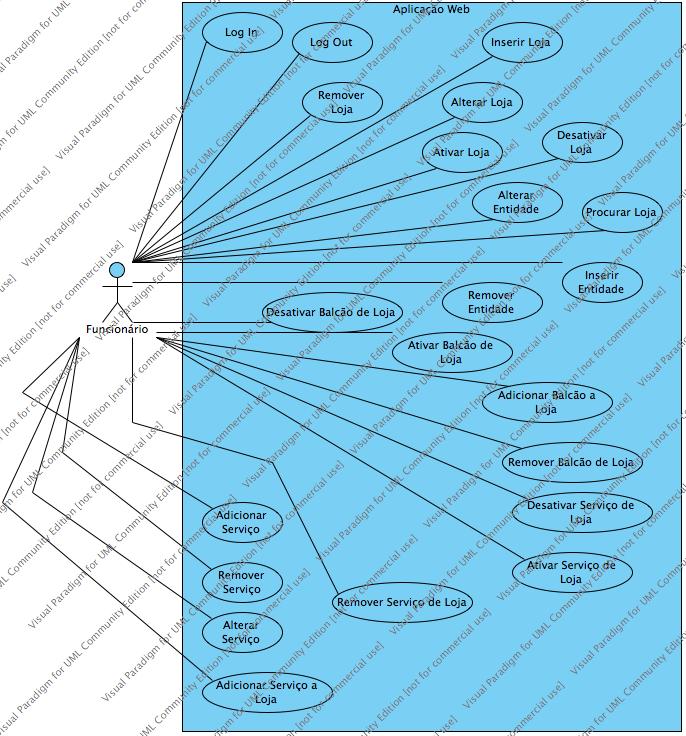 Aplicação Web
Log In
Log Out
Inserir Loja
Remover
Loja
Alterar Loja
Ativar Loja
Desativar
Loja
Alterar
Entidade
Procurar Loja
Inserir
Entidade
Remover
Entidade
Desativar Balcão de Loja
Funcionário
Ativar Balcão de
Loja
Adicionar Balcão a
Loja
Remover Balcão de Loja
Desativar Serviço de
Loja
Adicionar
Serviço
Ativar Serviço de
Loja
Remover
Serviço
Remover Serviço de Loja
Alterar
Serviço
Adicionar Serviço a
Loja
Visual Paradigm for UML Community Edition [not for commercial use]